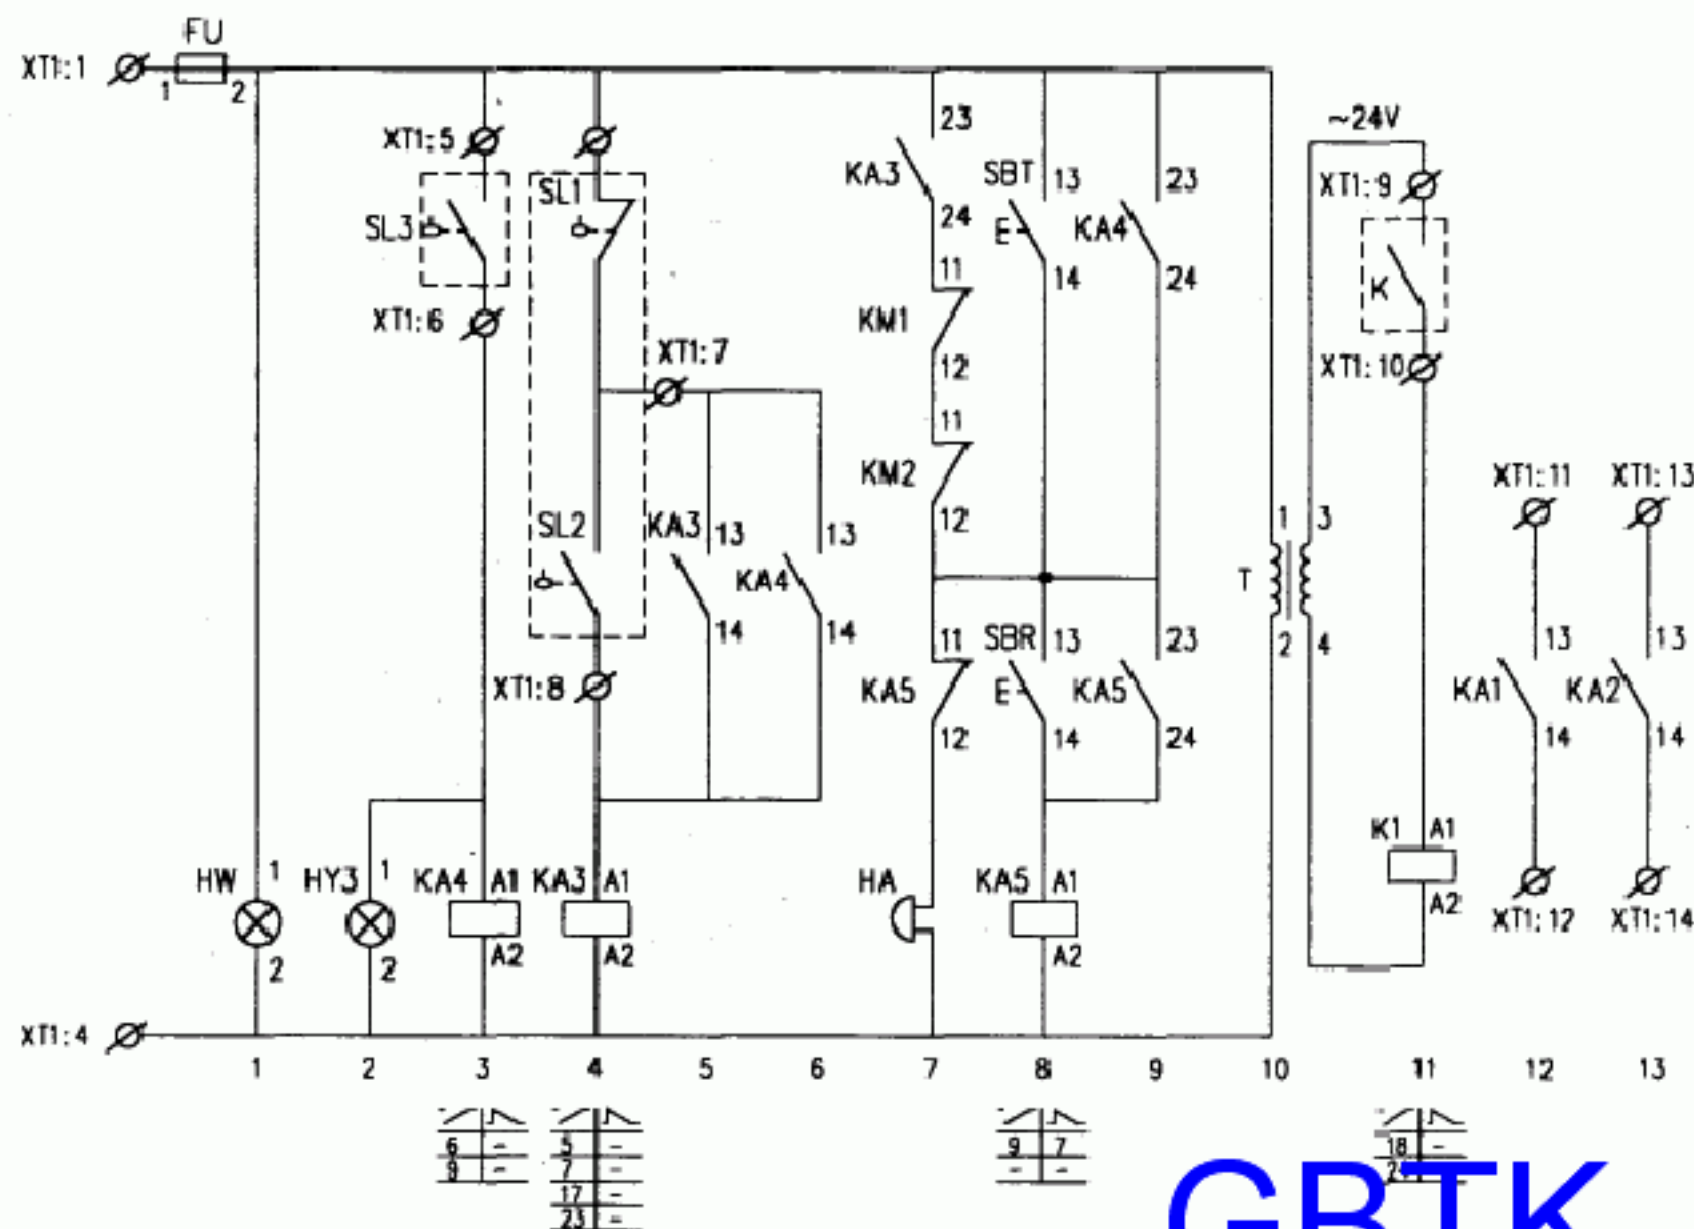 FU
XT1:1
1 2
~24V
23
XT1:5
KA3 SBT 13 23 XT1:9
SL1
24 KA4
SL3 E
11 14 24
K
XT1:6 KM1
XT1:7 12 XT1:10
11
KM2 XT1:11 XT1:13
SL2 KA3 13 13 12 1 3
KA4 T
14 14 11 SBR 13 23 2 4 13 13
XT1:8 KA5 E KA5 KA1 KA2
12 14 24 14 14
K1 A1
HW 1 HY3 1 KA4 A1 KA3 A1 HA KA5 A1
A2 XT1:12 XT1:14
2 2 A2 A2 A2
XT1:4
1 2 3 4 5 6 7 8 9 10 11 12 13
6 - 5 - 9 7 18 -
9 - 7 - - -
17 -
23 -
GBTK